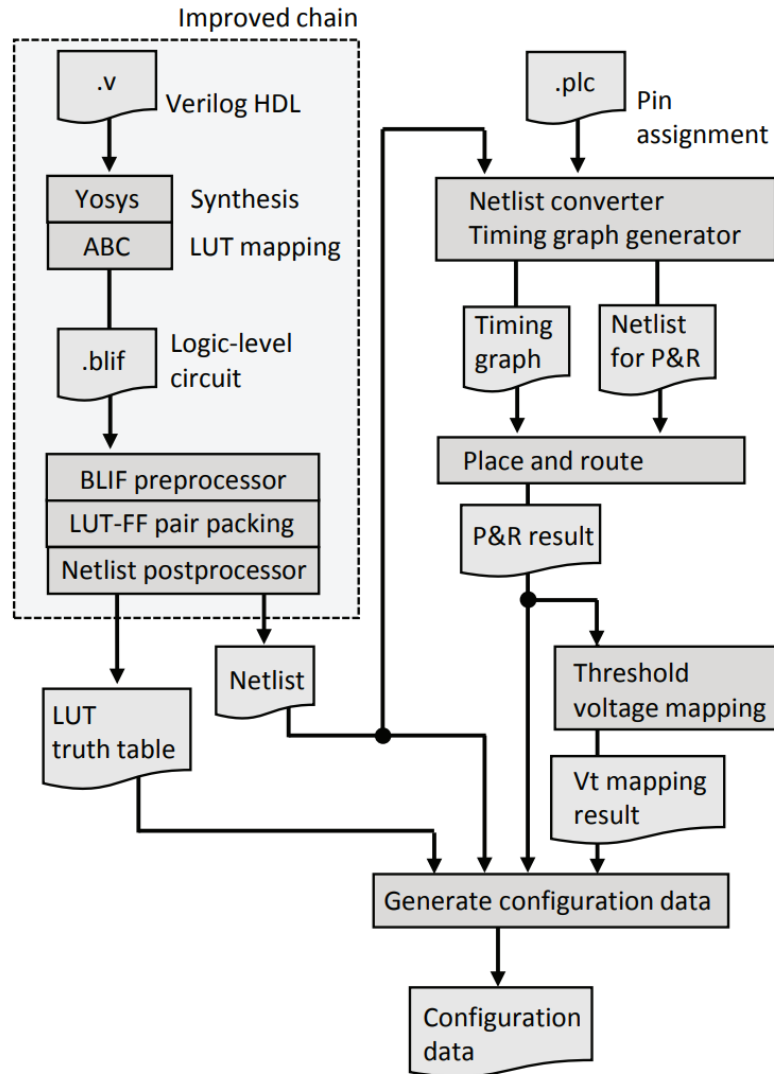 Improved chain
.v
Verilog HDL
Yosys
Synthesis
ABC
LUT mapping
.blif
Logic-level
circuit
BLIF preprocessor
LUT-FF pair packing
Netlist postprocessor
LUT
truth table
Netlist
.plc
Pin
assignment
Netlist converter
Timing graph generator
Timing
graph
Netlist
for P&R
Place and route
P&R result
Threshold
voltage mapping
Vt mapping
result
Generate configuration data
Configuration
data